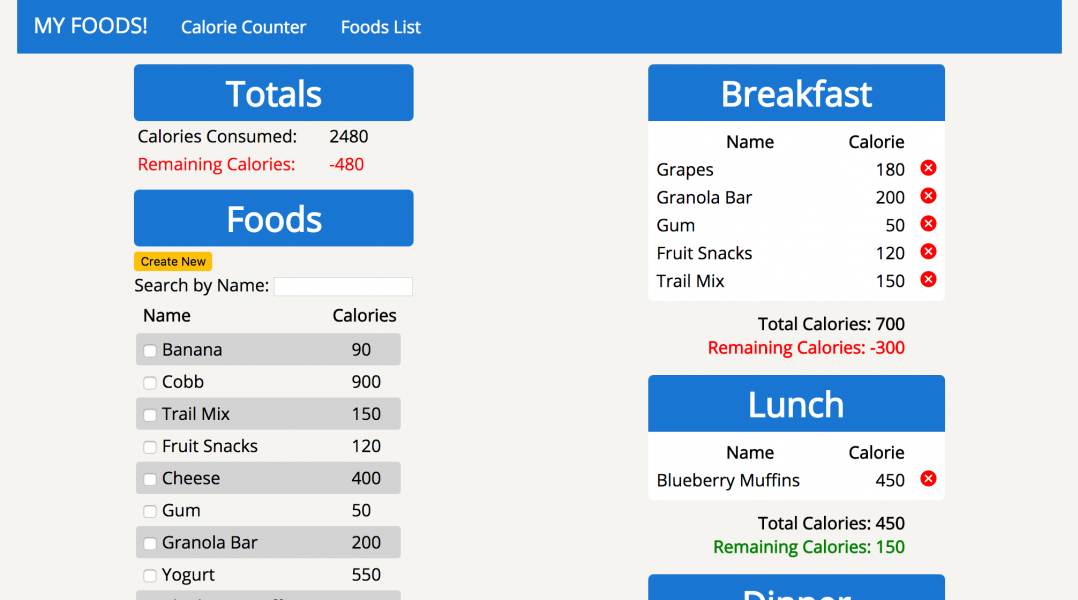 MY FOODS! Calorie Counter Foods List
Totals
Calories Consumed: 2480
Remaining Calories: -480
Foods
Create New
Search by Name:
Name Calories
Banana 90
Cobb 900
Trail Mix 150
Fruit Snacks 120
Cheese 400
Gum 50
Granola Bar 200
Yogurt 550
Breakfast
Name Calorie
Grapes 180
Granola Bar 200
Gum 50
Fruit Snacks 120
Trail Mix 150
Total Calories: 700
Remaining Calories: -300
Lunch
Name Calorie
Blueberry Muffins 450
Total Calories: 450
Remaining Calories: 150
Dinner